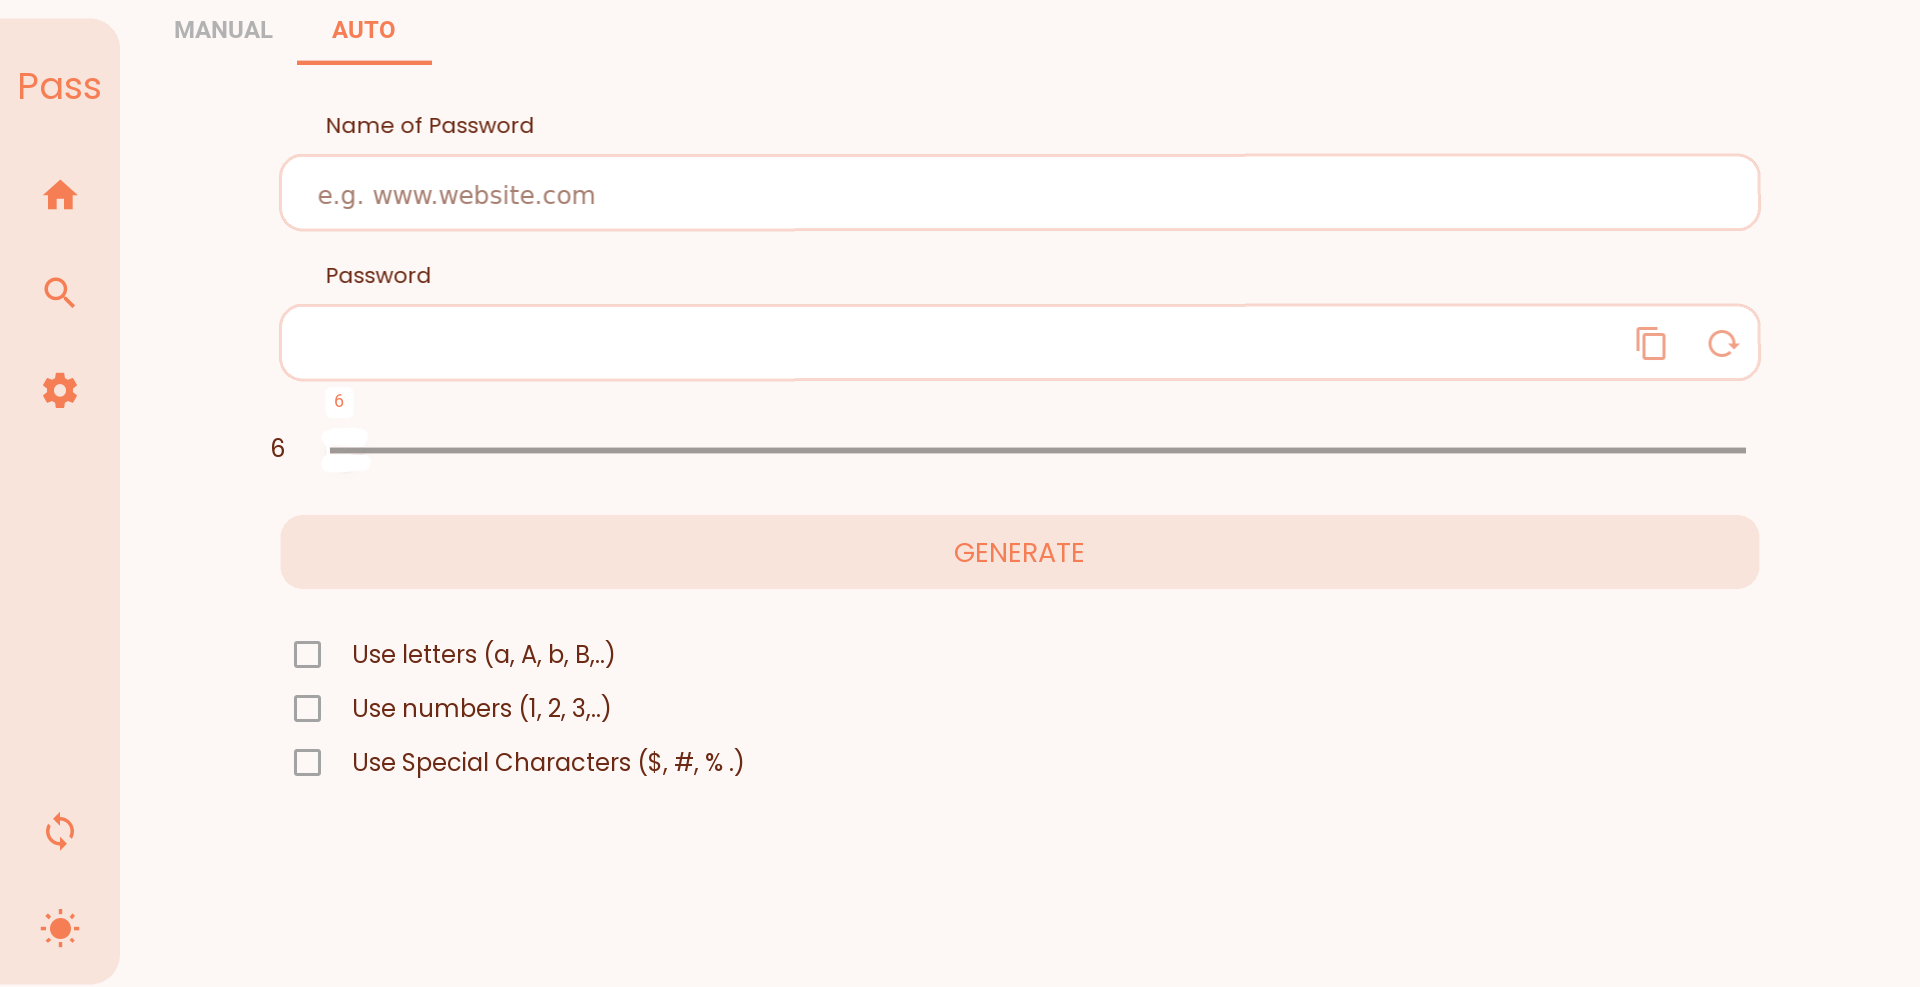 MANUAL AUTO
Pass
Name of Password
e.g. www.website.com
Password
6
6
GENERATE
Use letters (a, A, b, B,..)
Use numbers (1, 2, 3,..)
Use Special Characters ($, #, % .)